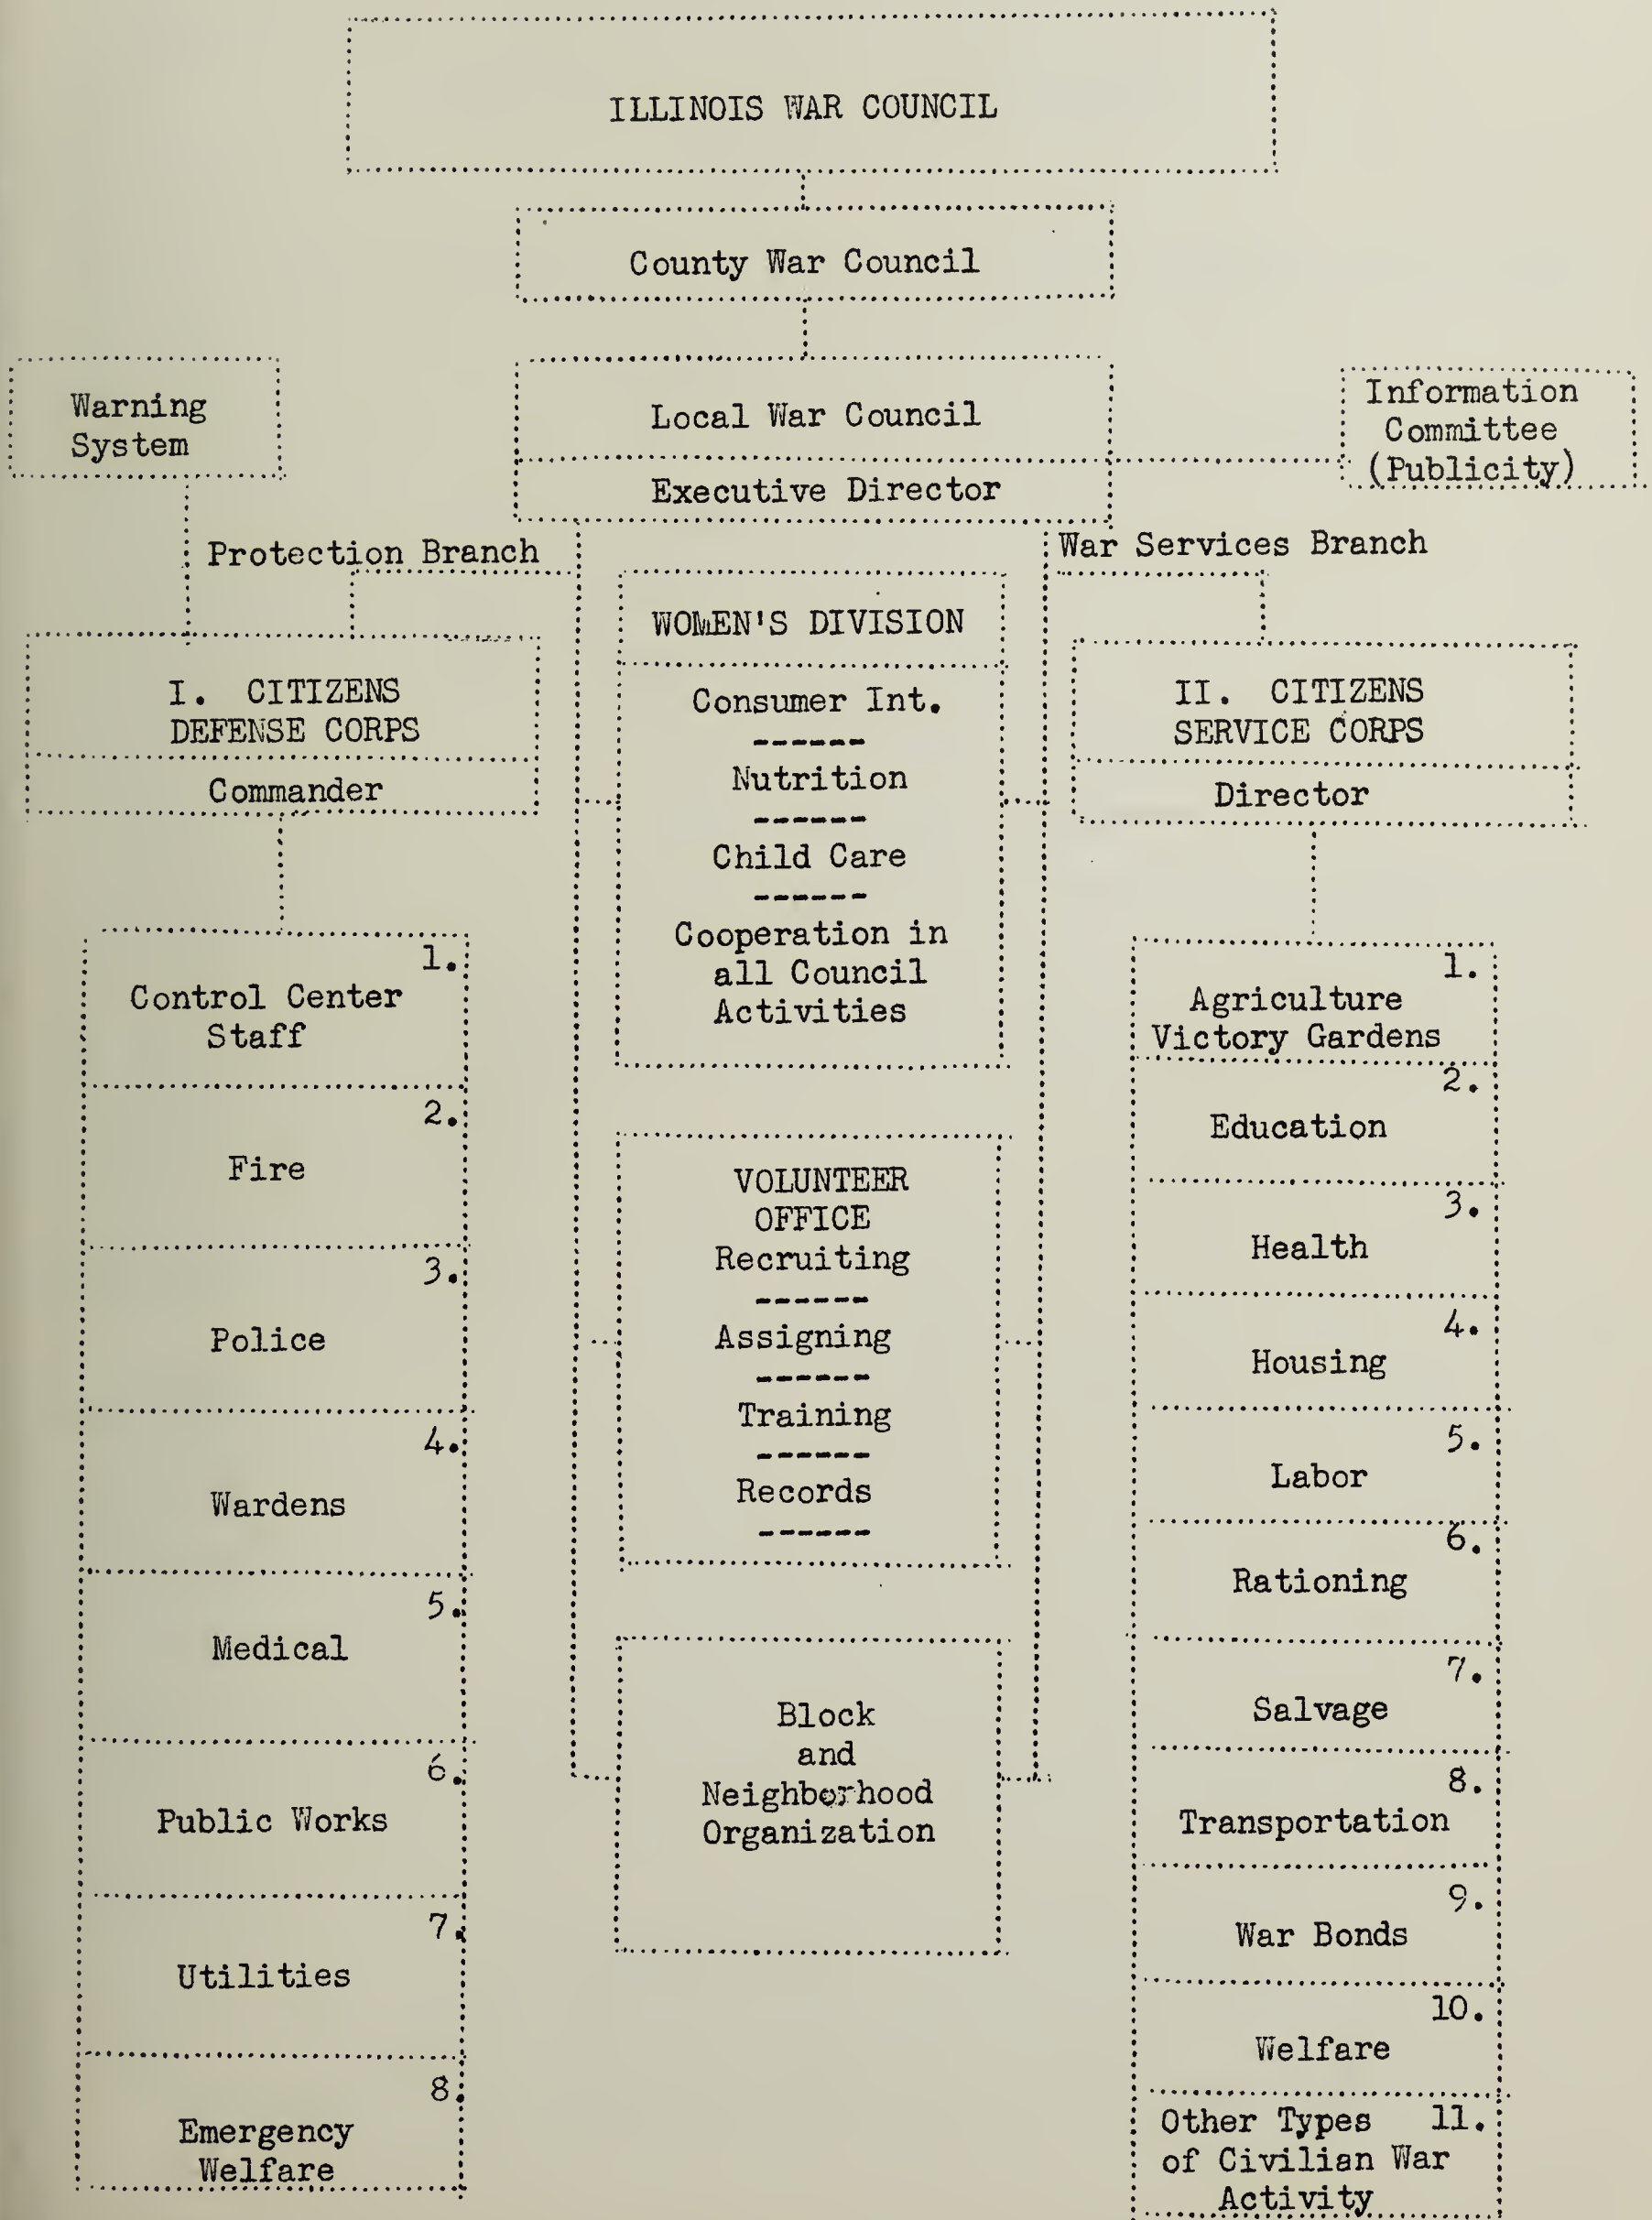 ILLINOIS WAR COUNCIL
County War Council
Local War Council
Executive Director
Warning
System
Information
Committee
(Publicity)
Protection Branch
War Services Branch
I. CITIZENS
DEFENSE CORPS
Commander
1.
Control Center
Staff
2.
Fire
3.
Police
4.
Wardens
5.
Medical
6.
Public Works
7.
Utilities
8.
Emergency
Welfare
WOMEN'S DIVISION
Consumer Int.
------
Nutrition
------
Child Care
------
Cooperation in
all Council
Activities
VOLUNTEER
OFFICE
Recruiting
------
Assigning
------
Training
------
Records
------
Block
and
Neighborhood
Organization
II. CITIZENS
SERVICE CORPS
Director
1.
Agriculture
Victory Gardens
2.
Education
3.
Health
4.
Housing
5.
Labor
6.
Rationing
7.
Salvage
8.
Transportation
9.
War Bonds
10.
Welfare
Other Types 11.
of Civilian War
Activity